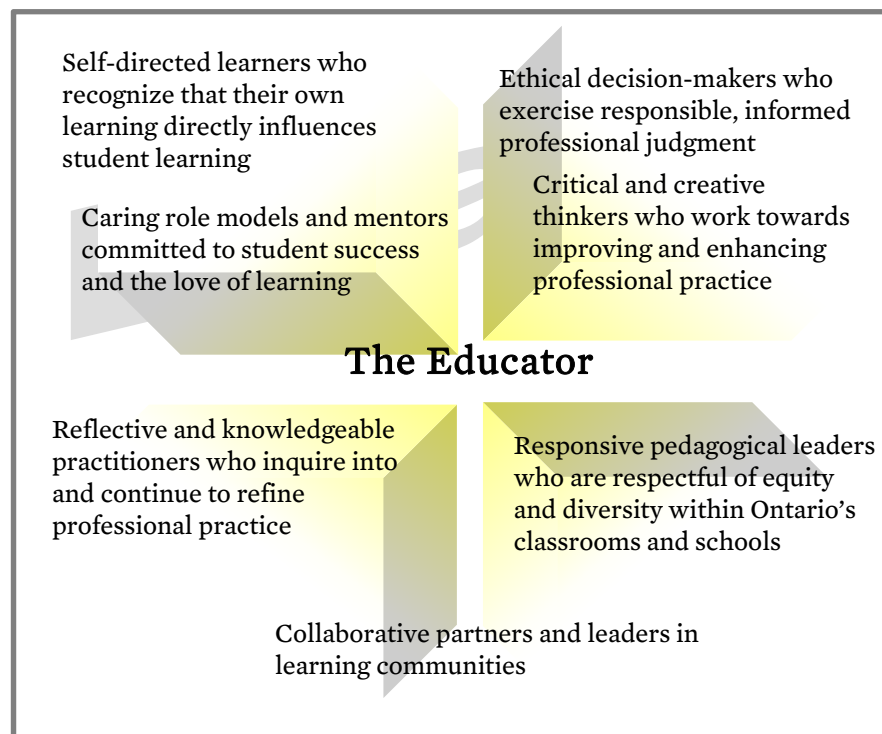 Self-directed learners who
recognize that their own
learning directly influences
student learning
Ethical decision-makers who
exercise responsible, informed
professional judgment
Caring role models and mentors
committed to student success
and the love of learning
Critical and creative
thinkers who work towards
improving and enhancing
professional practice
The Educator
Reflective and knowledgeable
practitioners who inquire into
and continue to refine
professional practice
Responsive pedagogical leaders
who are respectful of equity
and diversity within Ontario’s
classrooms and schools
Collaborative partners and leaders in
learning communities